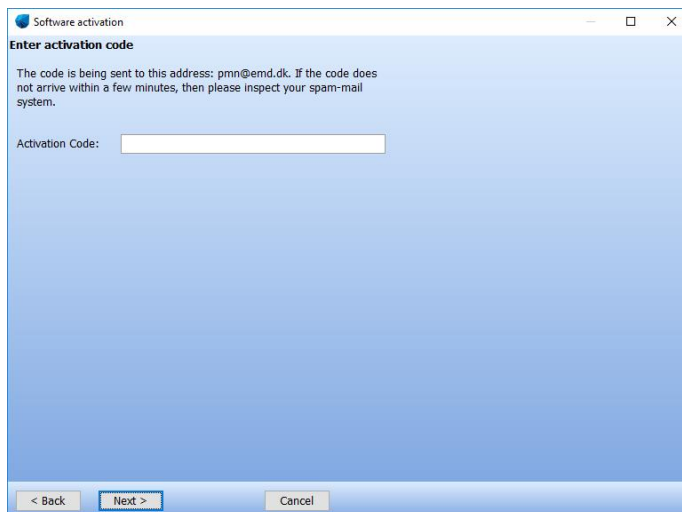 Software activation
Enter activation code
The code is being sent to this address: pmn@emd.dk. If the code does
not arrive within a few minutes, then please inspect your spam-mail
system.
Activation Code:
< Back
Next >
Cancel